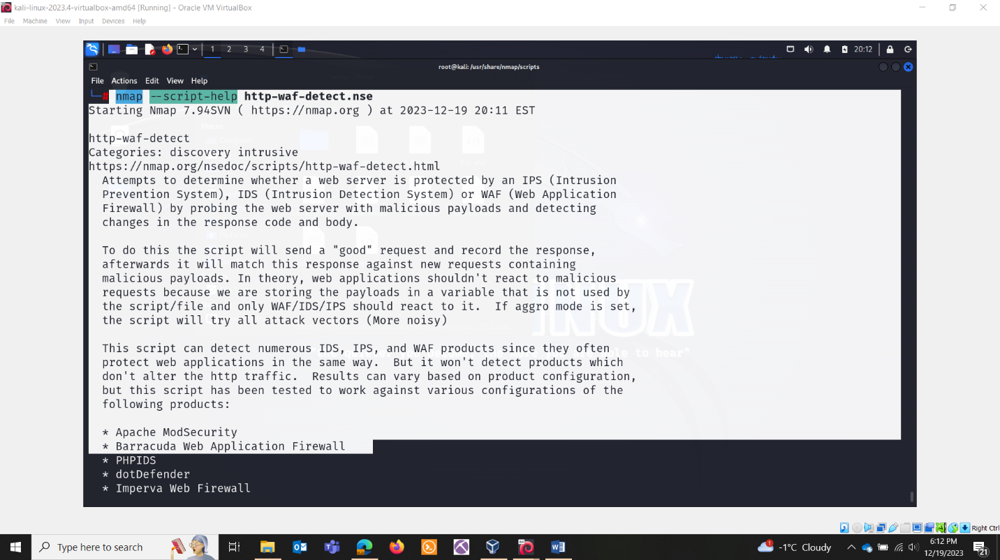 kali-linux-2023.4-virtualbox-amd64 [Running] - Oracle VM VirtualBox
File Machine View Input Devices Help
1 2 3 4 20:12
root@kali: /usr/share/nmap/scripts
File Actions Edit View Help
# nmap --script-help http-waf-detect.nse
Starting Nmap 7.94SVN ( https://nmap.org ) at 2023-12-19 20:11 EST
http-waf-detect
Categories: discovery intrusive
https://nmap.org/nsedoc/scripts/http-waf-detect.html
Attempts to determine whether a web server is protected by an IPS (Intrusion
Prevention System), IDS (Intrusion Detection System) or WAF (Web Application
Firewall) by probing the web server with malicious payloads and detecting
changes in the response code and body.
To do this the script will send a "good" request and record the response,
afterwards it will match this response against new requests containing
malicious payloads. In theory, web applications shouldn't react to malicious
requests because we are storing the payloads in a variable that is not used by
the script/file and only WAF/IDS/IPS should react to it.  If aggro mode is set,
the script will try all attack vectors (More noisy)
This script can detect numerous IDS, IPS, and WAF products since they often
protect web applications in the same way.  But it won't detect products which
don't alter the http traffic.  Results can vary based on product configuration,
but this script has been tested to work against various configurations of the
following products:
* Apache ModSecurity
* Barracuda Web Application Firewall
* PHPIDS
* dotDefender
* Imperva Web Firewall
Right Ctrl
Type here to search
1 -1°C Cloudy
6:12 PM
12/19/2023
21